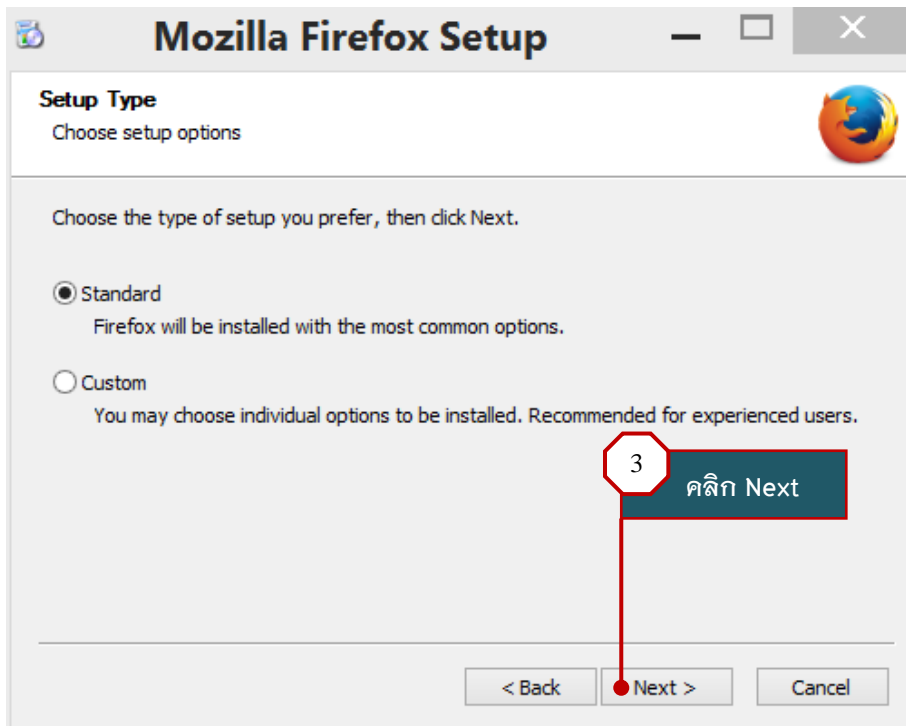 Mozilla Firefox Setup
Setup Type
Choose setup options
Choose the type of setup you prefer, then click Next.
Standard
Firefox will be installed with the most common options.
Custom
You may choose individual options to be installed. Recommended for experienced users.
3
คลิก Next
< Back
Next >
Cancel